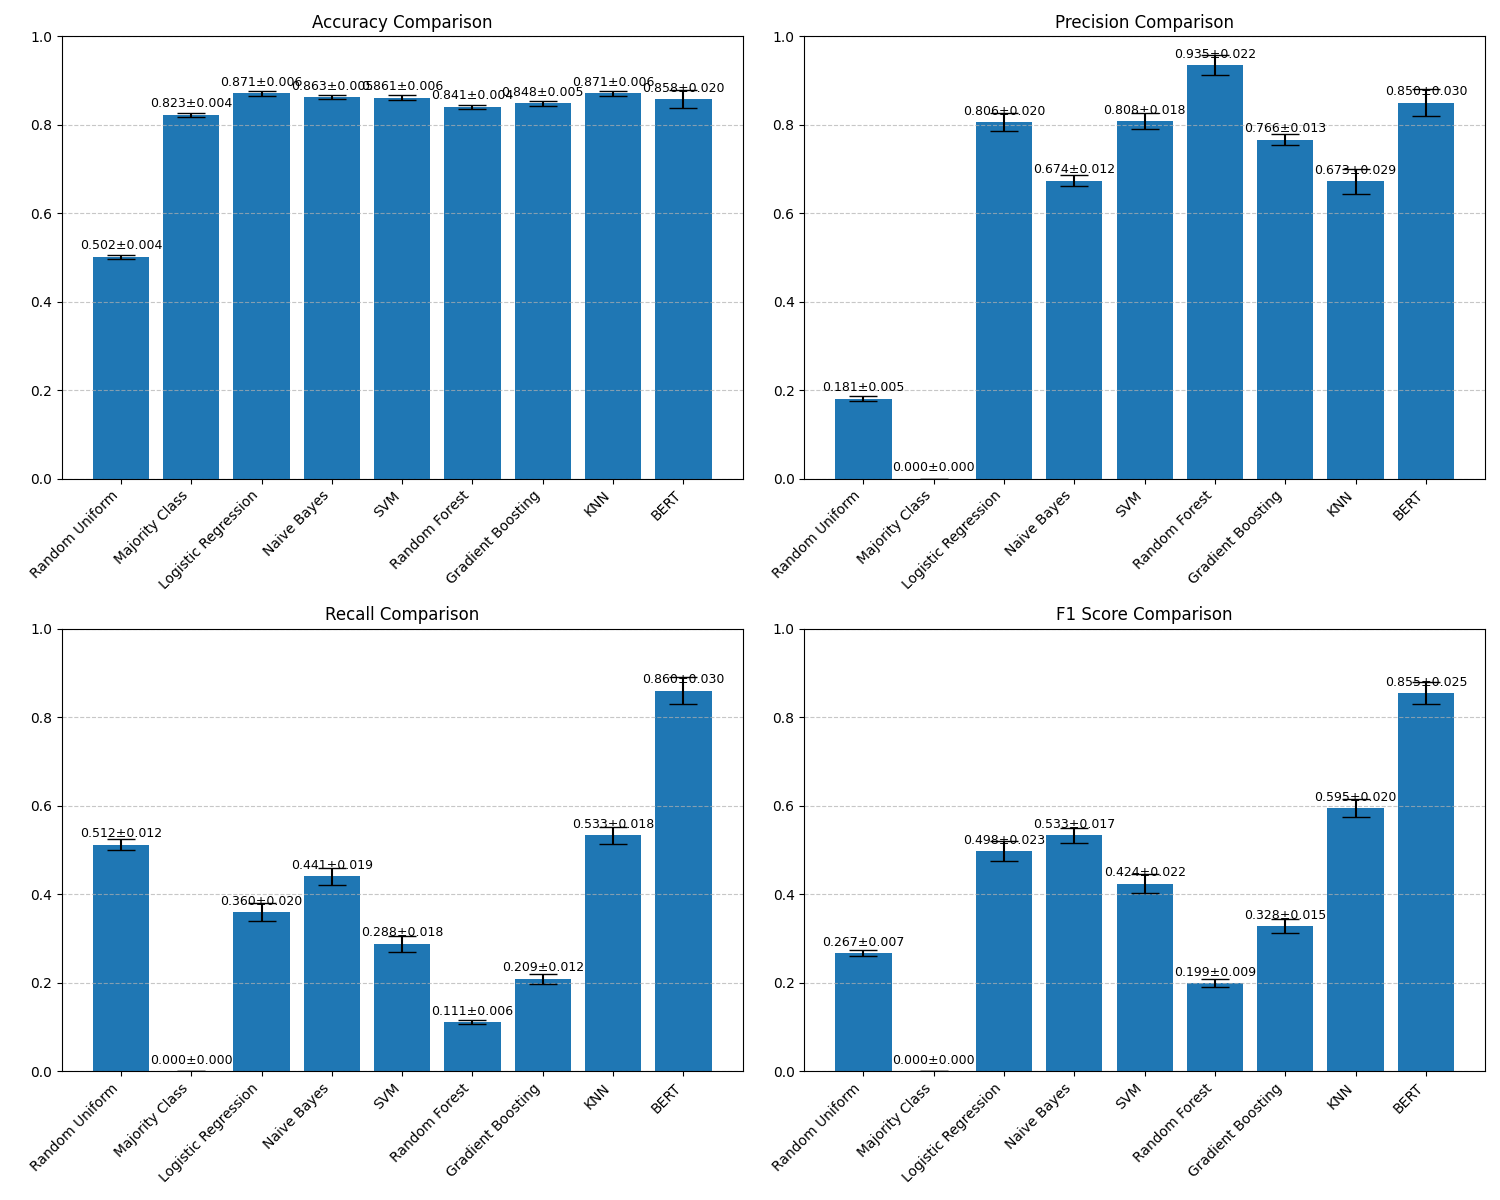 Accuracy Comparison
1.0
0.8
0.6
0.4
0.2
0.0
0.502±0.004
0.823±0.004
0.871±0.006
0.863±0.005
0.861±0.006
0.841±0.004
0.848±0.005
0.871±0.006
0.858±0.020
Random Uniform
Majority Class
Logistic Regression
Naive Bayes
SVM
Random Forest
Gradient Boosting
KNN
BERT
Precision Comparison
1.0
0.8
0.6
0.4
0.2
0.0
0.181±0.005
0.000±0.000
0.806±0.020
0.674±0.012
0.808±0.018
0.935±0.022
0.766±0.013
0.673±0.029
0.850±0.030
Random Uniform
Majority Class
Logistic Regression
Naive Bayes
SVM
Random Forest
Gradient Boosting
KNN
BERT
Recall Comparison
1.0
0.8
0.6
0.4
0.2
0.0
0.512±0.012
0.000±0.000
0.360±0.020
0.441±0.019
0.288±0.018
0.111±0.006
0.209±0.012
0.533±0.018
0.860±0.030
Random Uniform
Majority Class
Logistic Regression
Naive Bayes
SVM
Random Forest
Gradient Boosting
KNN
BERT
F1 Score Comparison
1.0
0.8
0.6
0.4
0.2
0.0
0.267±0.007
0.000±0.000
0.498±0.023
0.533±0.017
0.424±0.022
0.199±0.009
0.328±0.015
0.595±0.020
0.855±0.025
Random Uniform
Majority Class
Logistic Regression
Naive Bayes
SVM
Random Forest
Gradient Boosting
KNN
BERT